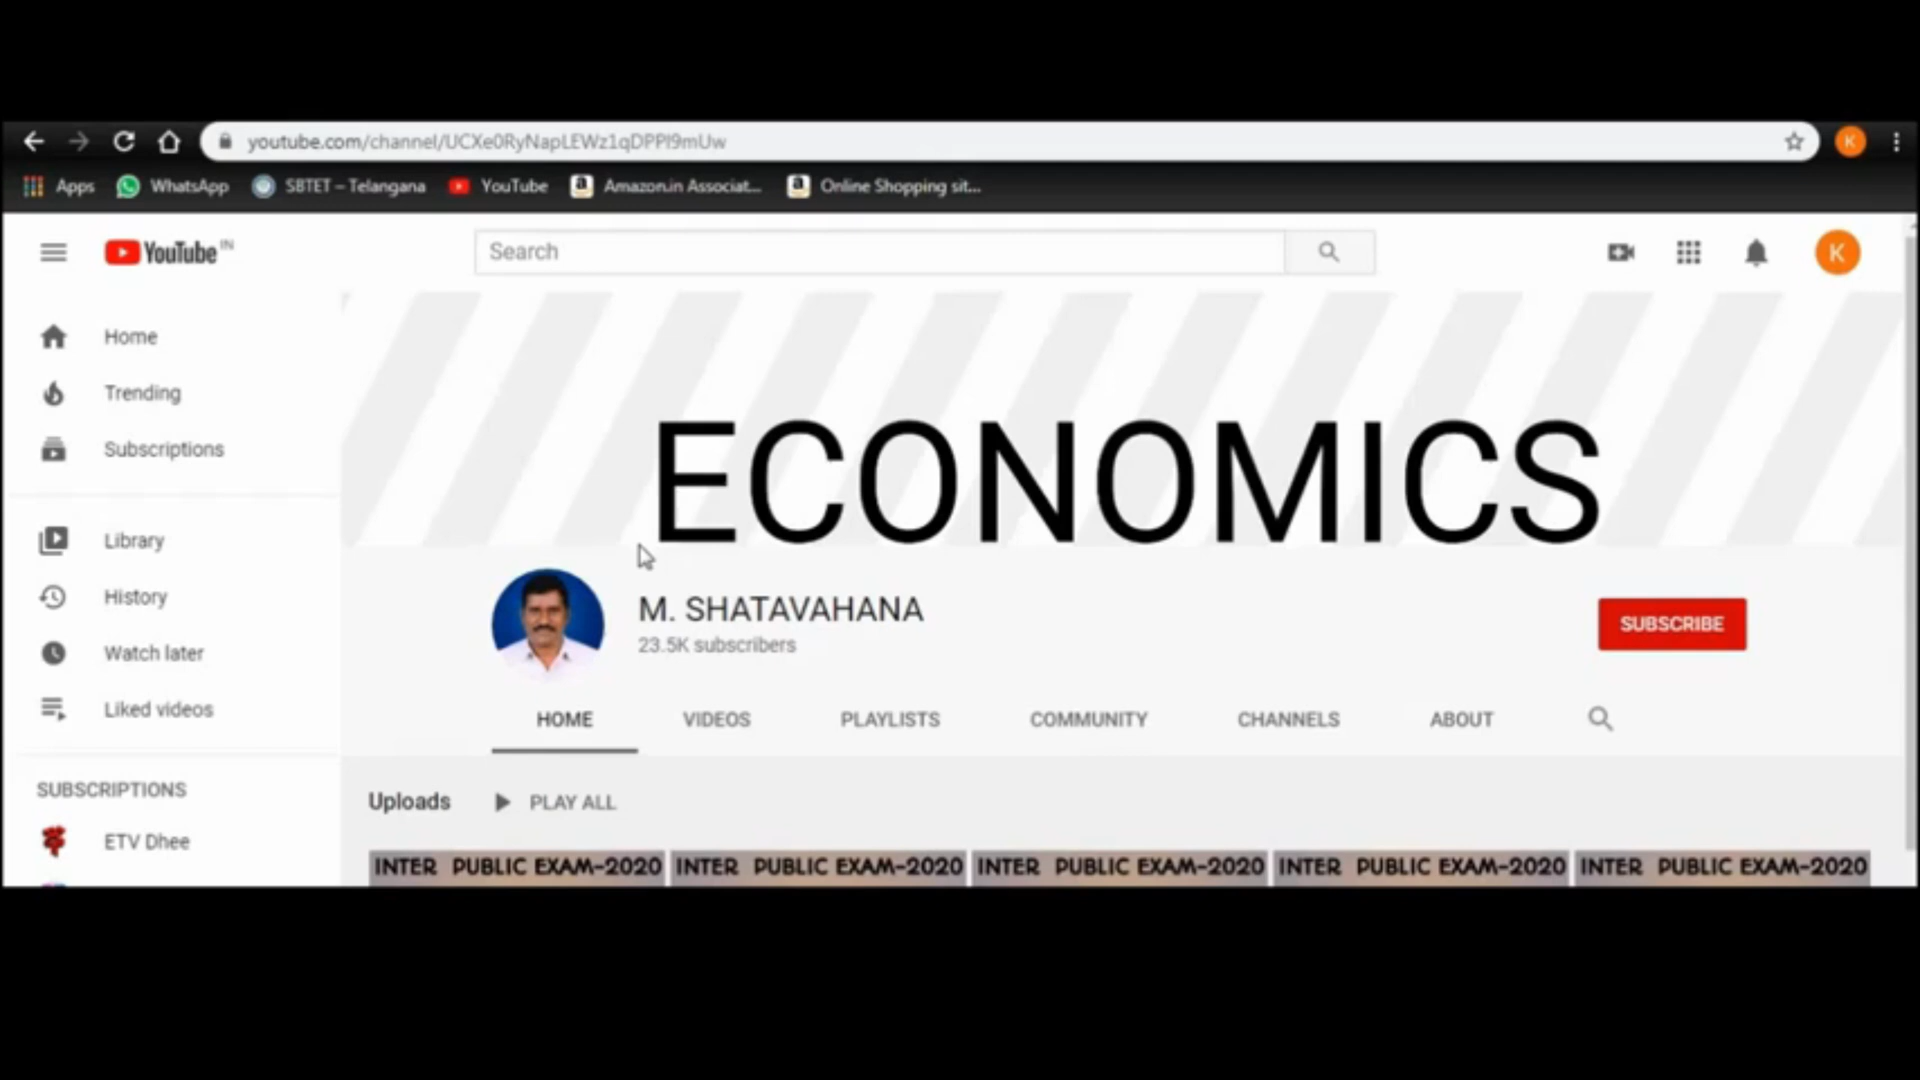 youtube.com/channel/UCXe0RyNapLEWz1qDPPl9mUw
K
Apps WhatsApp SBTET – Telangana YouTube Amazon.in Associat... Online Shopping sit...
YouTube IN
Search
K
Home
Trending
Subscriptions
Library
History
Watch later
Liked videos
SUBSCRIPTIONS
ETV Dhee
ECONOMICS
M. SHATAVAHANA
23.5K subscribers
SUBSCRIBE
HOME VIDEOS PLAYLISTS COMMUNITY CHANNELS ABOUT
Uploads PLAY ALL
INTER PUBLIC EXAM-2020 INTER PUBLIC EXAM-2020 INTER PUBLIC EXAM-2020 INTER PUBLIC EXAM-2020 INTER PUBLIC EXAM-2020